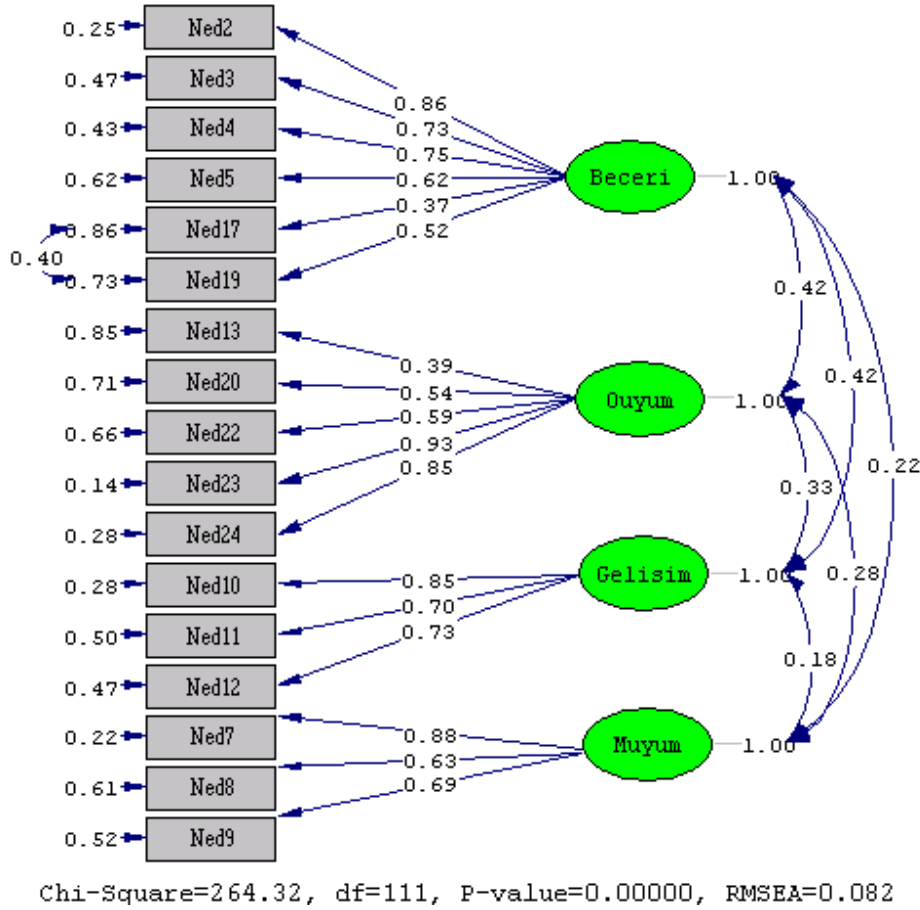 0.25 Ned2
0.47 Ned3
0.43 Ned4
0.62 Ned5
0.86 Ned17
0.40
0.73 Ned19
0.85 Ned13
0.71 Ned20
0.66 Ned22
0.14 Ned23
0.28 Ned24
0.28 Ned10
0.50 Ned11
0.47 Ned12
0.22 Ned7
0.61 Ned8
0.52 Ned9
0.86
0.73
0.75
0.62
0.37
0.52
0.39
0.54
0.59
0.93
0.85
0.85
0.70
0.73
0.88
0.63
0.69
Beceri 1.00
Ouyum 1.00
Gelisim 1.00
Muyum 1.00
0.42
0.42
0.22
0.33
0.28
0.18
Chi-Square=264.32, df=111, P-value=0.00000, RMSEA=0.082